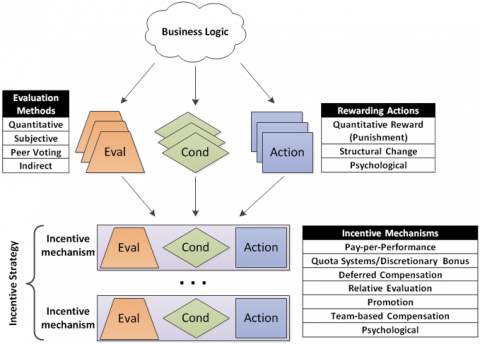 Business Logic
Evaluation
Methods
Quantitative
Subjective
Peer Voting
Indirect
Eval
Cond
Action
Rewarding Actions
Quantitative Reward
(Punishment)
Structural Change
Psychological
Incentive Strategy
Incentive
mechanism
Eval
Cond
Action
Incentive
mechanism
Eval
Cond
Action
Incentive Mechanisms
Pay-per-Performance
Quota Systems/Discretionary Bonus
Deferred Compensation
Relative Evaluation
Promotion
Team-based Compensation
Psychological